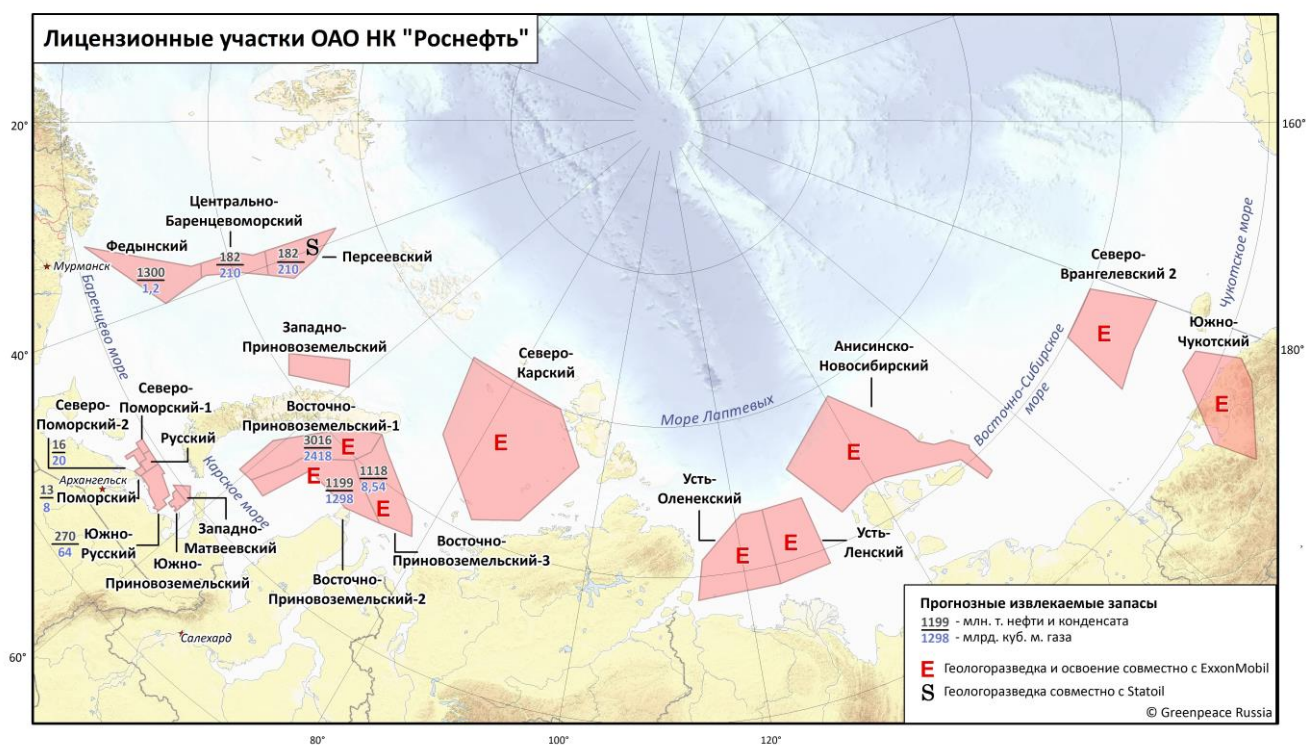 Лицензионные участки ОАО НК "Роснефть"
20°
160°
Центрально-
Баренцевоморский
Федынский
182
210
182
210
S
Персеевский
Мурманск
1300
1,2
Баренцево море
Северо-
Врангелевский 2
E
Чукотское море
Южно-
Чукотский
E
180°
40°
Западно-
Приновоземельский
Северо-
Карский
E
Анисинско-
Новосибирский
E
Восточно-Сибирское
море
Море Лаптевых
Северо-
Поморский-1
Северо-
Поморский-2
Русский
16
20
Архангельск
13
8
Поморский
270
64
Южно-
Русский
Западно-
Матвеевский
Южно-
Приновоземельский
Карское море
Восточно-
Приновоземельский-1
3016
2418
E
E
1199
1298
1118
8,54
E
Восточно-
Приновоземельский-3
Восточно-
Приновоземельский-2
Усть-
Оленекский
E
E
Усть-
Ленский
Салехард
60°
80°
100°
120°
Прогнозные извлекаемые запасы
1199 - млн. т. нефти и конденсата
1298 - млрд. куб. м. газа
E Геологоразведка и освоение совместно с ExxonMobil
S Геологоразведка совместно с Statoil
© Greenpeace Russia